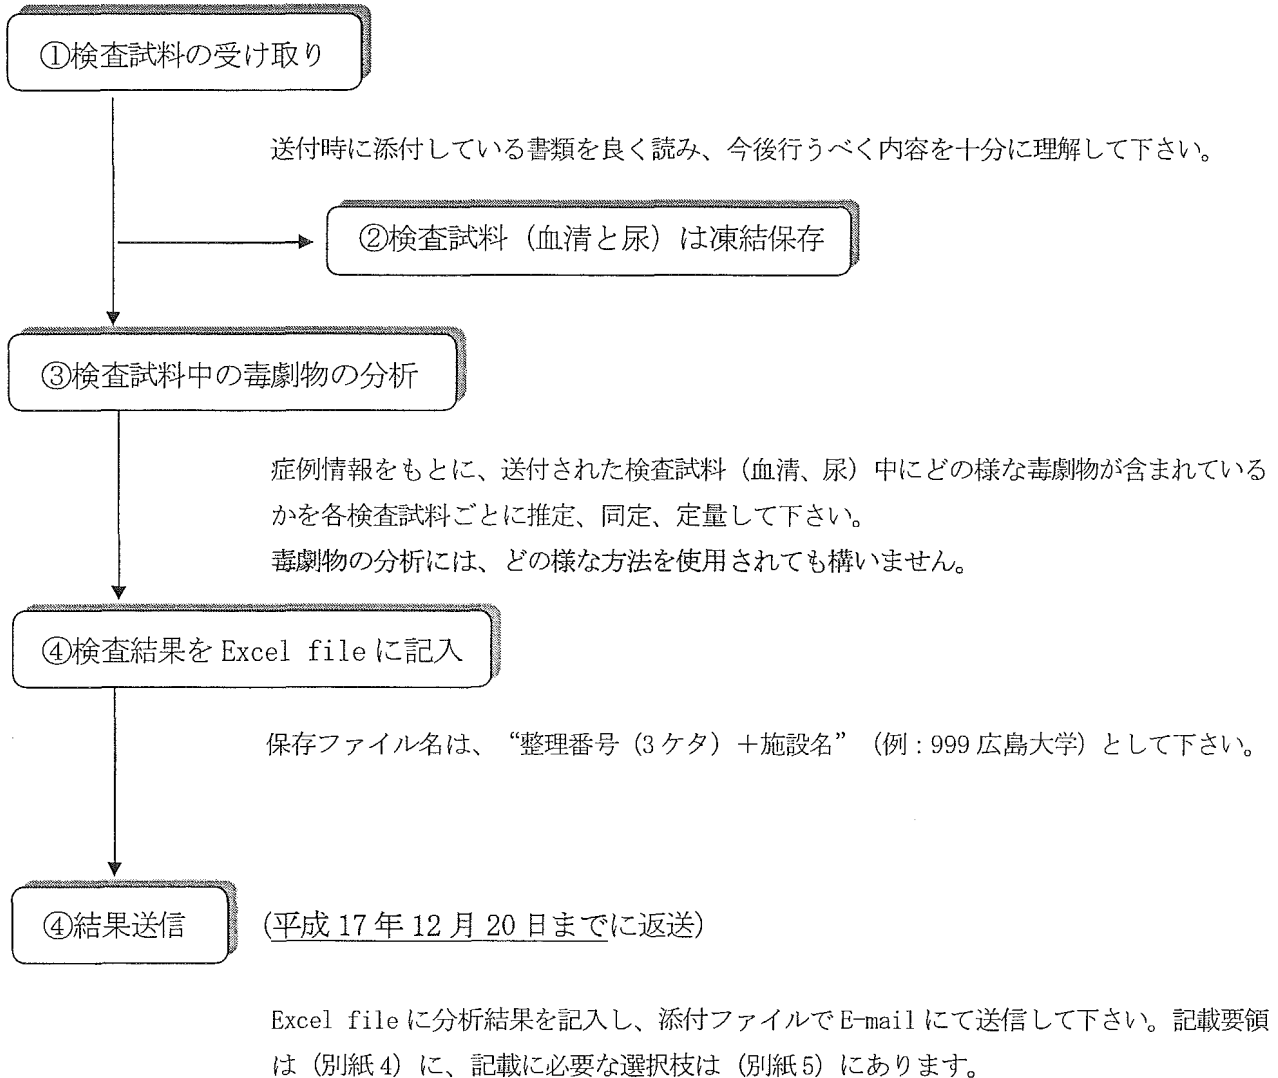 ①検査試料の受け取り
送付時に添付している書類を良く読み、今後行うべく内容を十分に理解して下さい。
②検査試料（血清と尿）は凍結保存
③検査試料中の毒劇物の分析
症例情報をもとに、送付された検査試料（血清、尿）中にどの様な毒劇物が含まれている
かを各検査試料ごとに推定、同定、定量して下さい。
毒劇物の分析には、どの様な方法を使用されても構いません。
④検査結果を Excel file に記入
保存ファイル名は、“整理番号（3 ケタ）＋施設名”（例：999 広島大学）として下さい。
④結果送信 (平成 17 年 12 月 20 日までに返送)
Excel file に分析結果を記入し、添付ファイルで E-mail にて送信して下さい。記載要領
は（別紙 4）に、記載に必要な選択枝は（別紙 5）にあります。